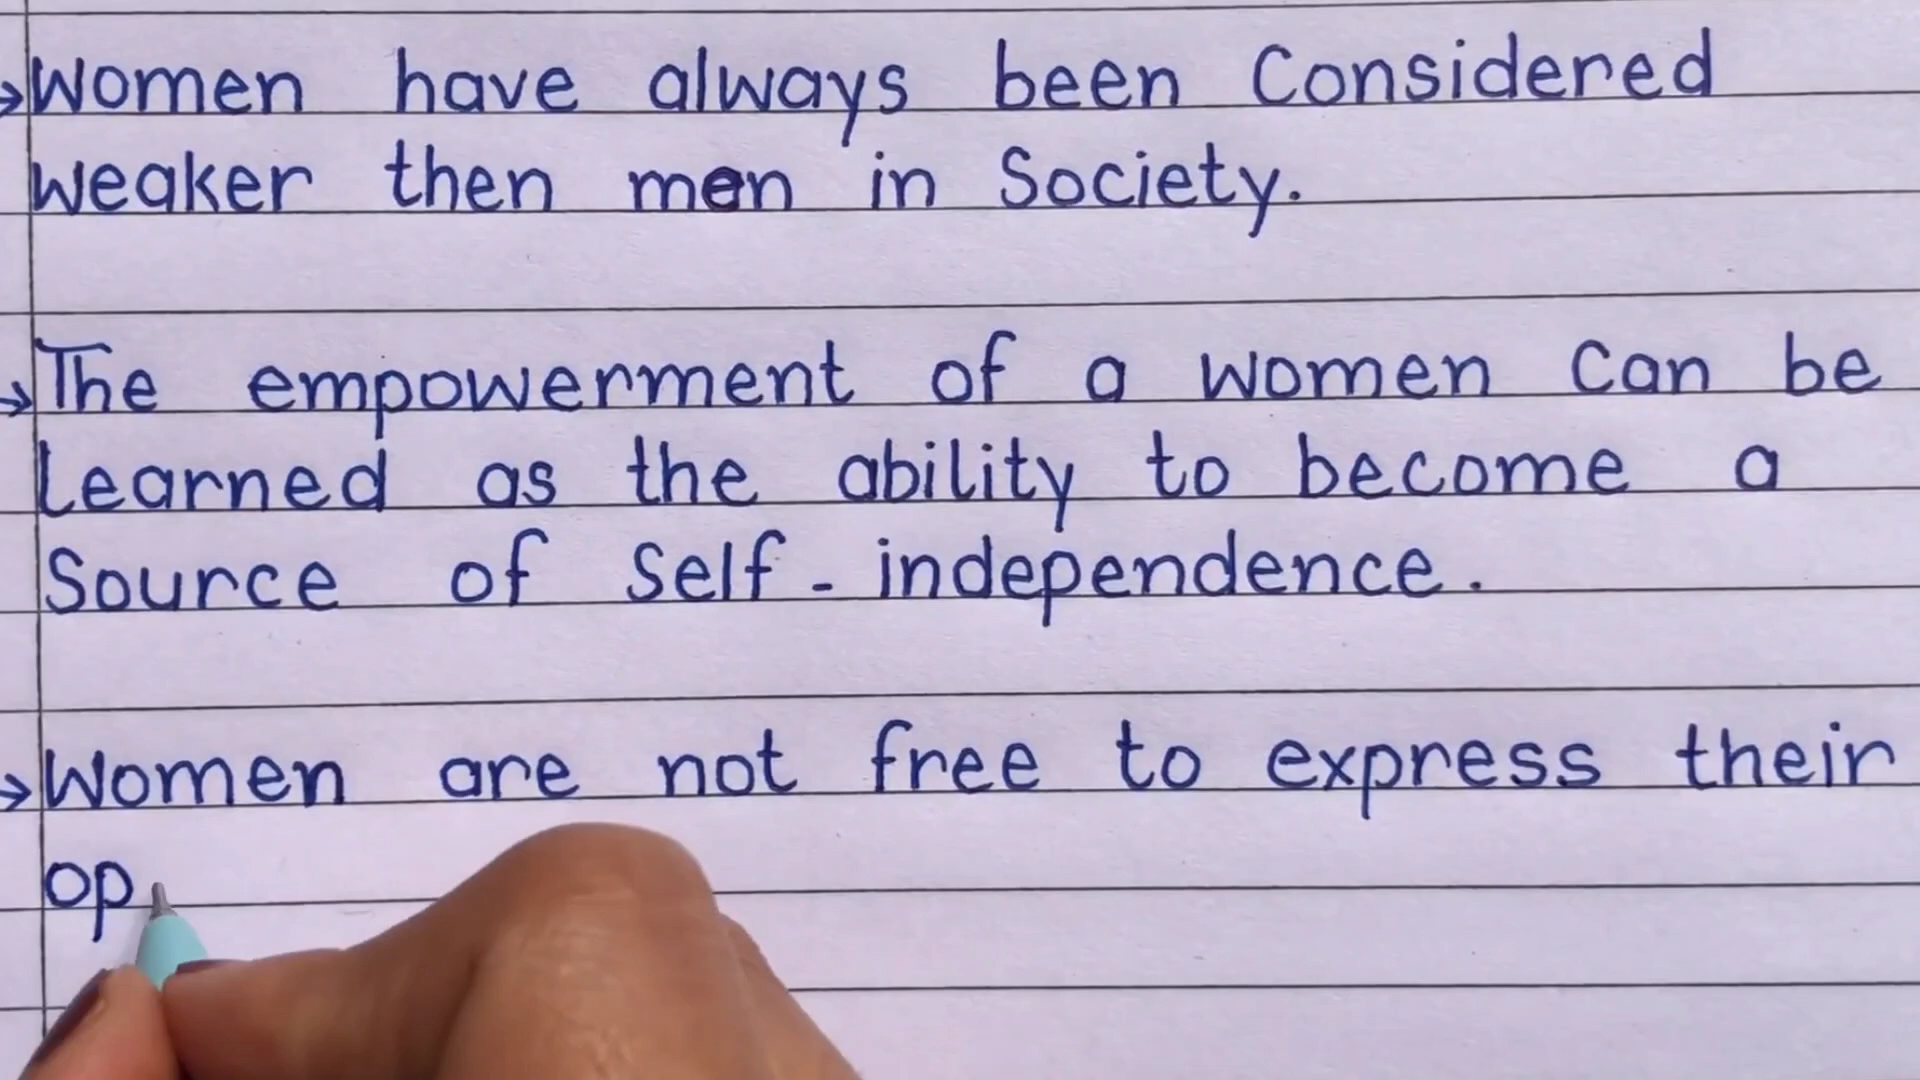 →Women have always been Considered
weaker then men in Society.
→The empowerment of a women can be
Learned as the ability to become a
Source of Self - independence.
→Women are not free to express their
op